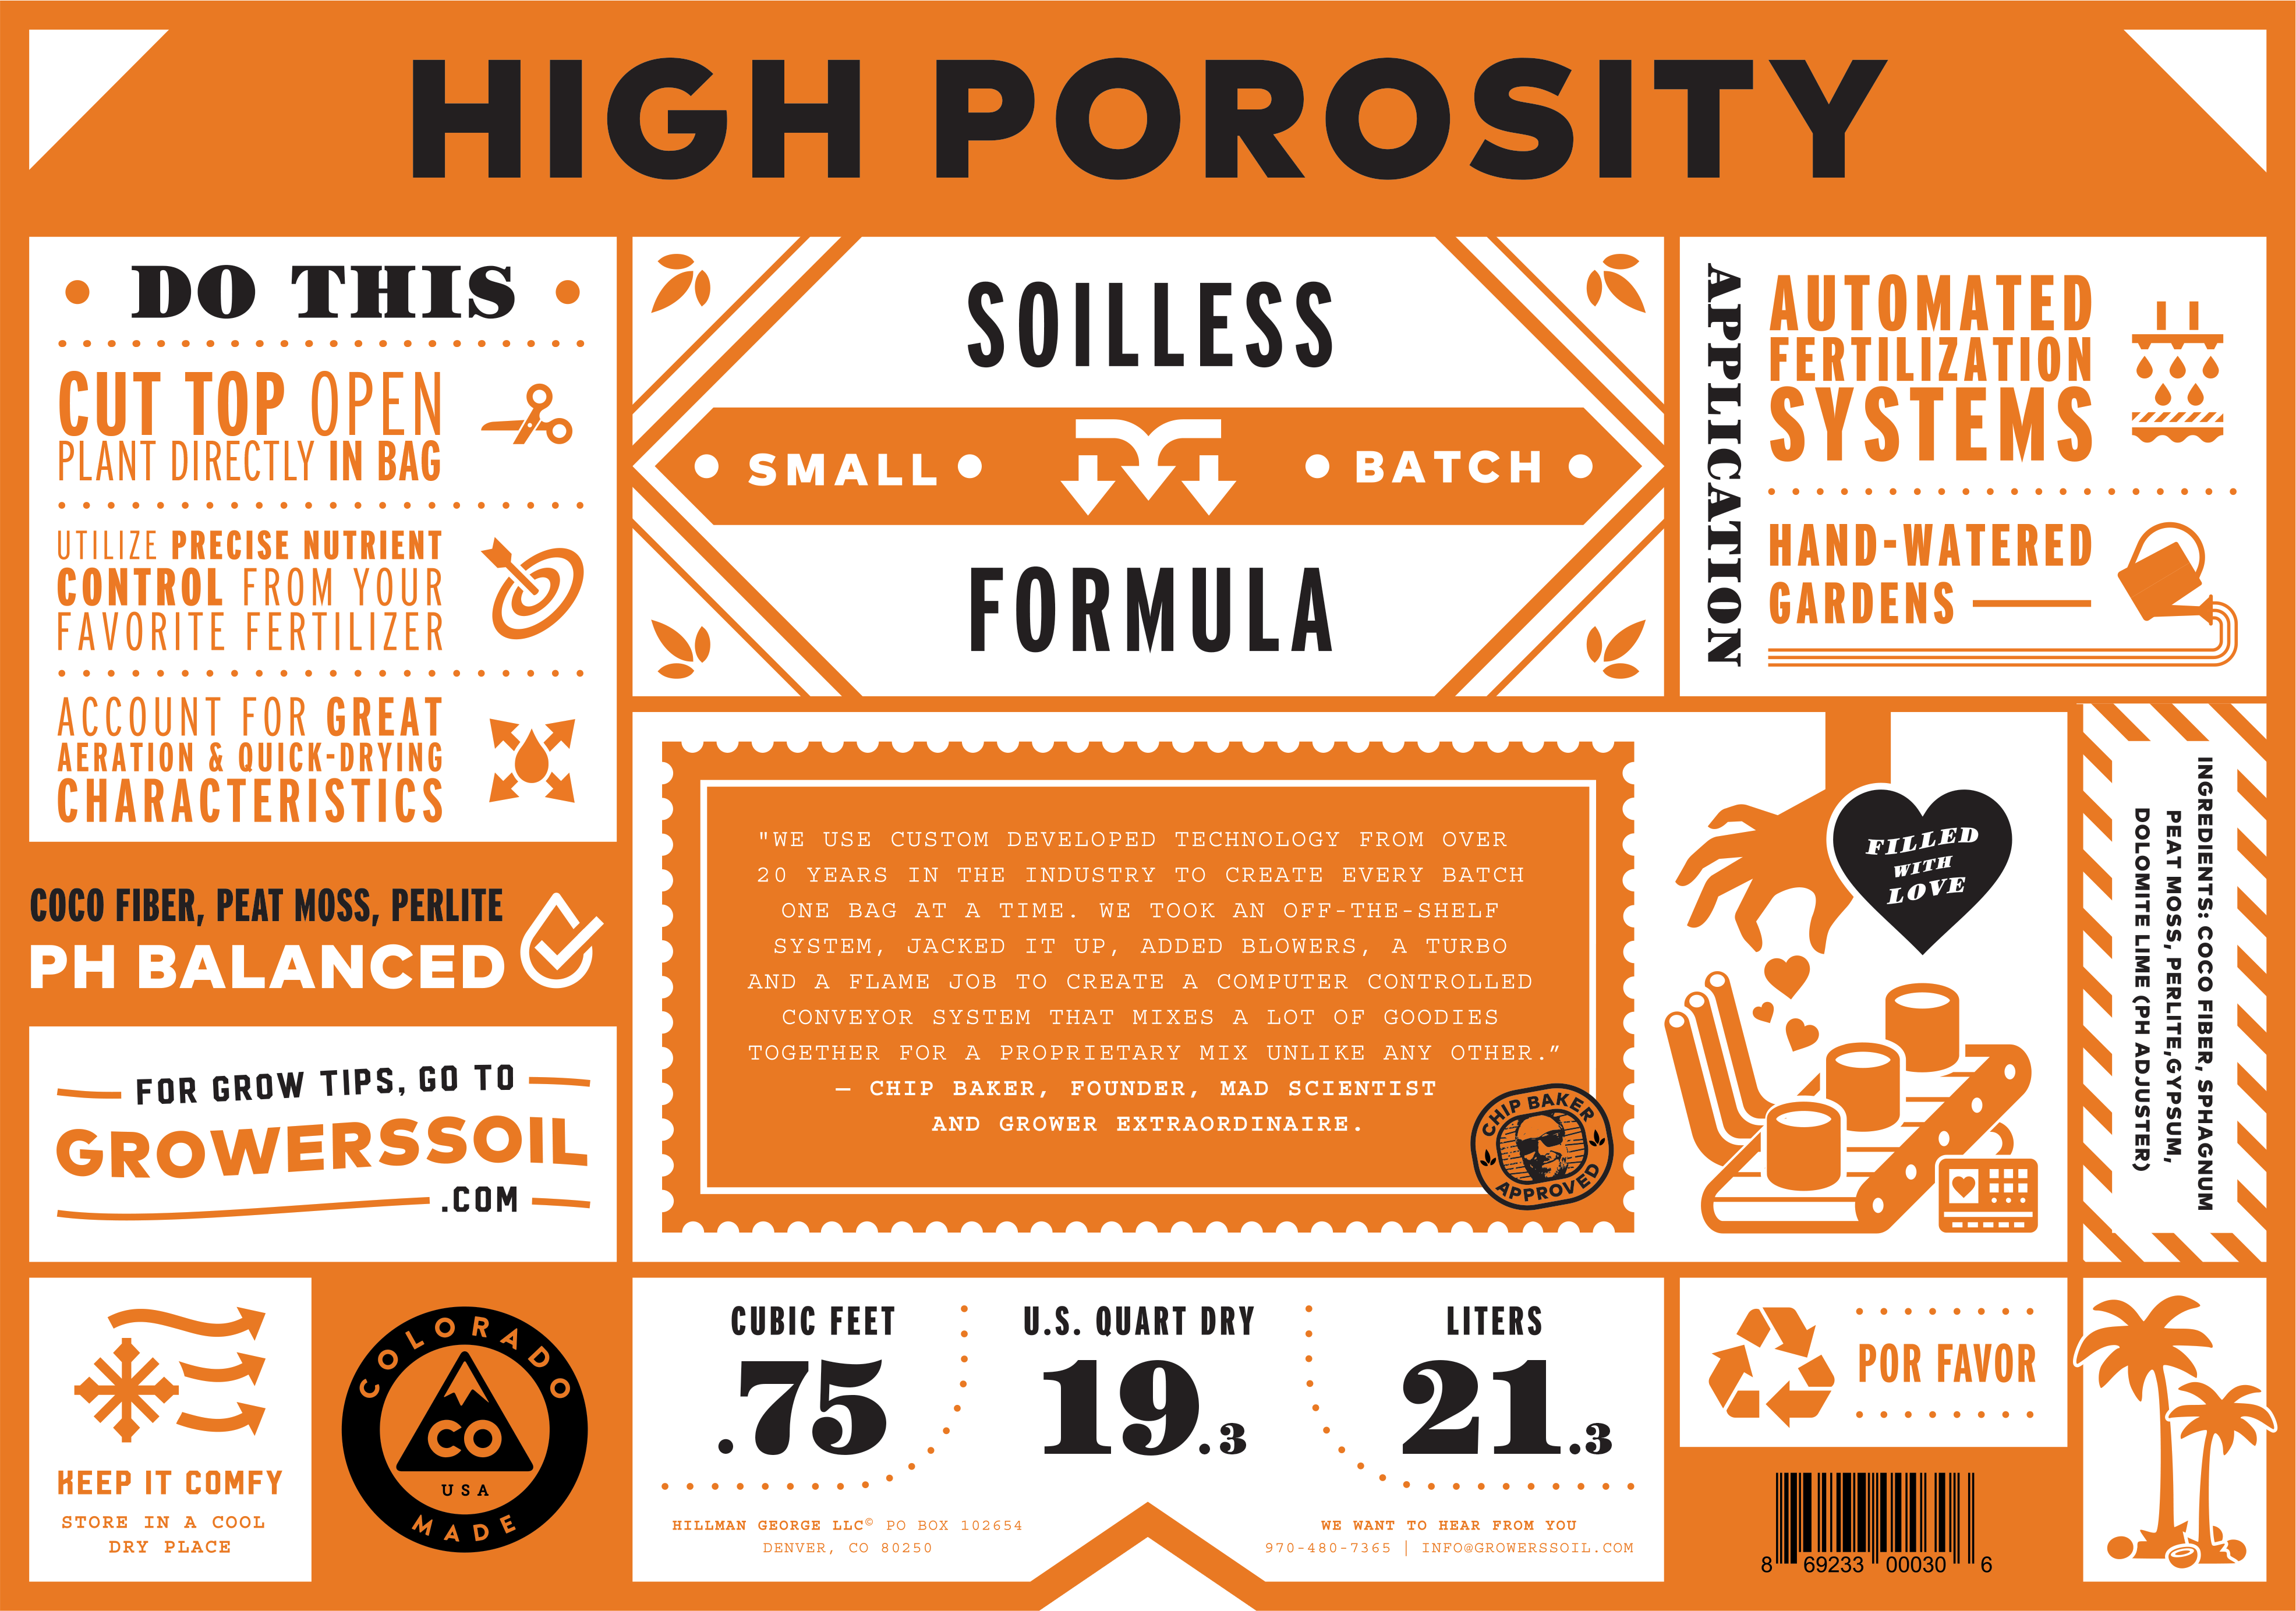 HIGH POROSITY
DO THIS
CUT TOP OPEN
PLANT DIRECTLY IN BAG
UTILIZE PRECISE NUTRIENT
CONTROL FROM YOUR
FAVORITE FERTILIZER
ACCOUNT FOR GREAT
AERATION & QUICK-DRYING
CHARACTERISTICS
COCO FIBER, PEAT MOSS, PERLITE
PH BALANCED
FOR GROW TIPS, GO TO
GROWERSSOIL
.COM
KEEP IT COMFY
STORE IN A COOL
DRY PLACE
COLORADO
CO
USA
MADE
SOILLESS
SMALL BATCH
FORMULA
"WE USE CUSTOM DEVELOPED TECHNOLOGY FROM OVER
20 YEARS IN THE INDUSTRY TO CREATE EVERY BATCH
ONE BAG AT A TIME. WE TOOK AN OFF-THE-SHELF
SYSTEM, JACKED IT UP, ADDED BLOWERS, A TURBO
AND A FLAME JOB TO CREATE A COMPUTER CONTROLLED
CONVEYOR SYSTEM THAT MIXES A LOT OF GOODIES
TOGETHER FOR A PROPRIETARY MIX UNLIKE ANY OTHER.”
— CHIP BAKER, FOUNDER, MAD SCIENTIST
AND GROWER EXTRAORDINAIRE.
CHIP BAKER
APPROVED
FILLED
WITH
LOVE
CUBIC FEET
.75
U.S. QUART DRY
19.3
LITERS
21.3
HILLMAN GEORGE LLC© PO BOX 102654
DENVER, CO 80250
WE WANT TO HEAR FROM YOU
970-480-7365 | INFO@GROWERSSOIL.COM
APPLICATION
AUTOMATED
FERTILIZATION
SYSTEMS
HAND-WATERED
GARDENS
INGREDIENTS: COCO FIBER, SPHAGNUM
PEAT MOSS, PERLITE,GYPSUM,
DOLOMITE LIME (PH ADJUSTER)
POR FAVOR
8 69233 00030 6